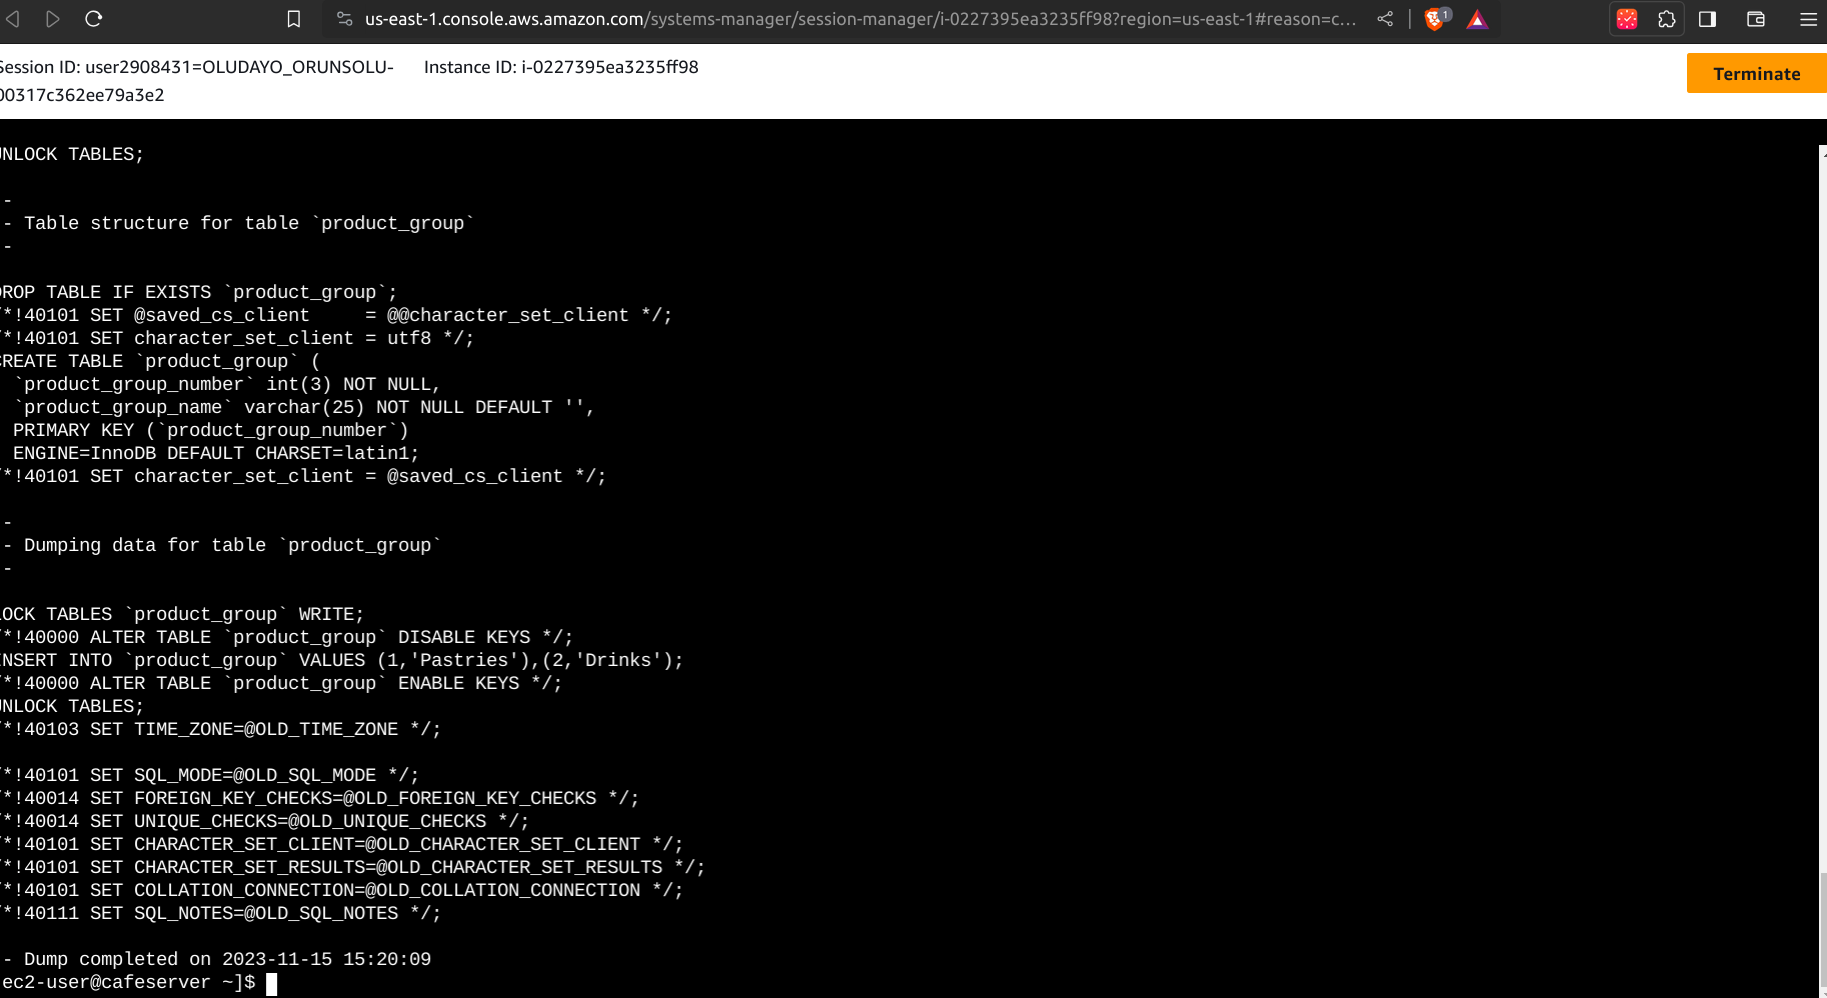 us-east-1.console.aws.amazon.com/systems-manager/session-manager/i-0227395ea3235ff98?region=us-east-1#reason=c...
1
ession ID: user2908431=OLUDAYO_ORUNSOLU-
00317c362ee79a3e2
Instance ID: i-0227395ea3235ff98
Terminate
NLOCK TABLES;
-
- Table structure for table `product_group`
-
ROP TABLE IF EXISTS `product_group`;
*!40101 SET @saved_cs_client     = @@character_set_client */;
*!40101 SET character_set_client = utf8 */;
REATE TABLE `product_group` (
`product_group_number` int(3) NOT NULL,
`product_group_name` varchar(25) NOT NULL DEFAULT '',
PRIMARY KEY (`product_group_number`)
ENGINE=InnoDB DEFAULT CHARSET=latin1;
*!40101 SET character_set_client = @saved_cs_client */;
-
- Dumping data for table `product_group`
-
OCK TABLES `product_group` WRITE;
*!40000 ALTER TABLE `product_group` DISABLE KEYS */;
NSERT INTO `product_group` VALUES (1,'Pastries'),(2,'Drinks');
*!40000 ALTER TABLE `product_group` ENABLE KEYS */;
NLOCK TABLES;
*!40103 SET TIME_ZONE=@OLD_TIME_ZONE */;
*!40101 SET SQL_MODE=@OLD_SQL_MODE */;
*!40014 SET FOREIGN_KEY_CHECKS=@OLD_FOREIGN_KEY_CHECKS */;
*!40014 SET UNIQUE_CHECKS=@OLD_UNIQUE_CHECKS */;
*!40101 SET CHARACTER_SET_CLIENT=@OLD_CHARACTER_SET_CLIENT */;
*!40101 SET CHARACTER_SET_RESULTS=@OLD_CHARACTER_SET_RESULTS */;
*!40101 SET COLLATION_CONNECTION=@OLD_COLLATION_CONNECTION */;
*!40111 SET SQL_NOTES=@OLD_SQL_NOTES */;
- Dump completed on 2023-11-15 15:20:09
ec2-user@cafeserver ~]$